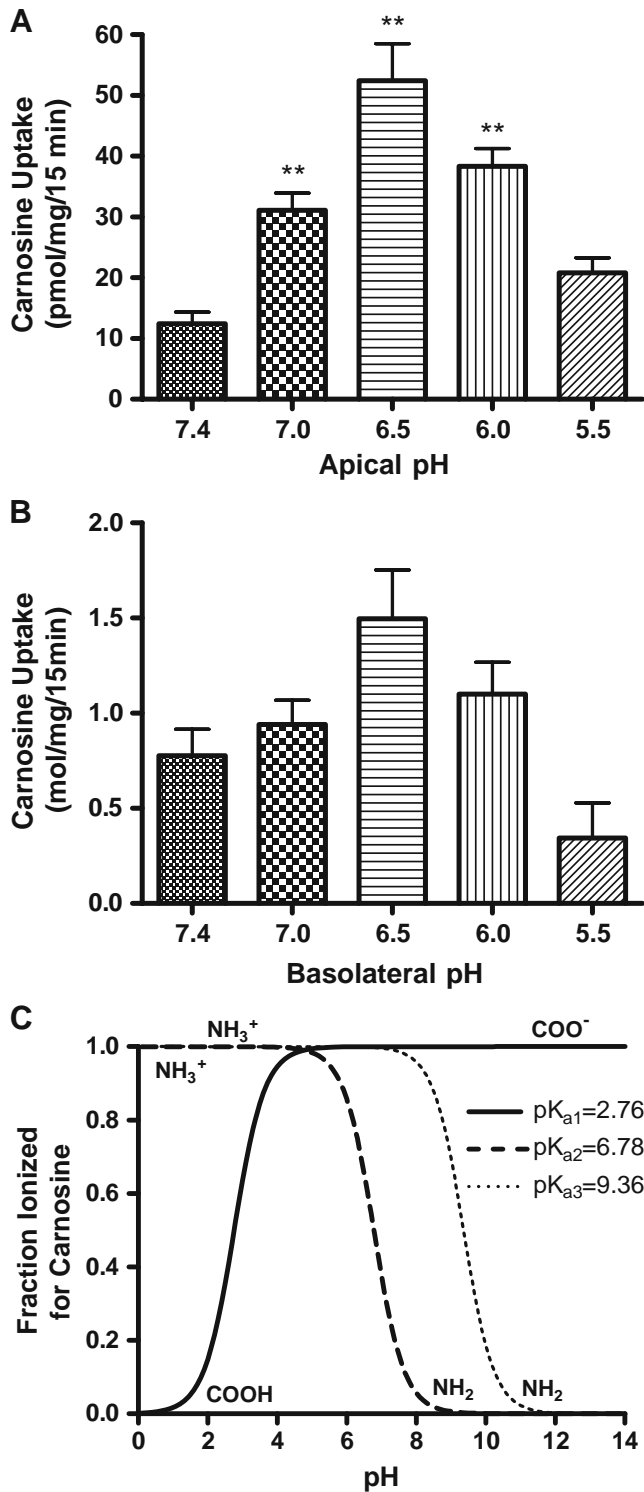 A
Carnosine Uptake
(pmol/mg/15 min)
60
50
40
30
20
10
0
**
**
**
7.4 7.0 6.5 6.0 5.5
Apical pH
B
Carnosine Uptake
(mol/mg/15min)
2.0
1.5
1.0
0.5
0.0
7.4 7.0 6.5 6.0 5.5
Basolateral pH
C
Fraction Ionized
for Carnosine
1.0
0.8
0.6
0.4
0.2
0.0
NH₃⁺
NH₃⁺
COO⁻
pKₐ₁=2.76
pKₐ₂=6.78
pKₐ₃=9.36
COOH
NH₂
NH₂
0 2 4 6 8 10 12 14
pH